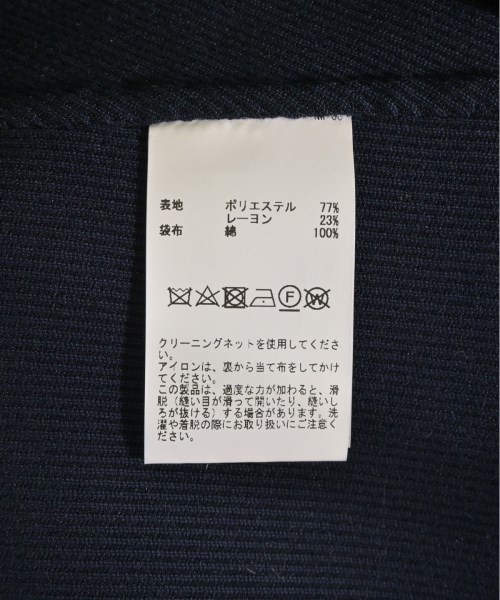 表地 ポリエステル 77%
レーヨン 23%
袋布 綿 100%
F W
クリーニングネットを使用してくださ
い。
アイロンは、裏から当て布をしてかけ
てください。
この製品は、過度な力が加わると、滑
脱（縫い目が滑って開いたり、縫いし
ろが抜ける）する場合があります。洗
濯や着脱の際にお取り扱いにご注意く
ださい。